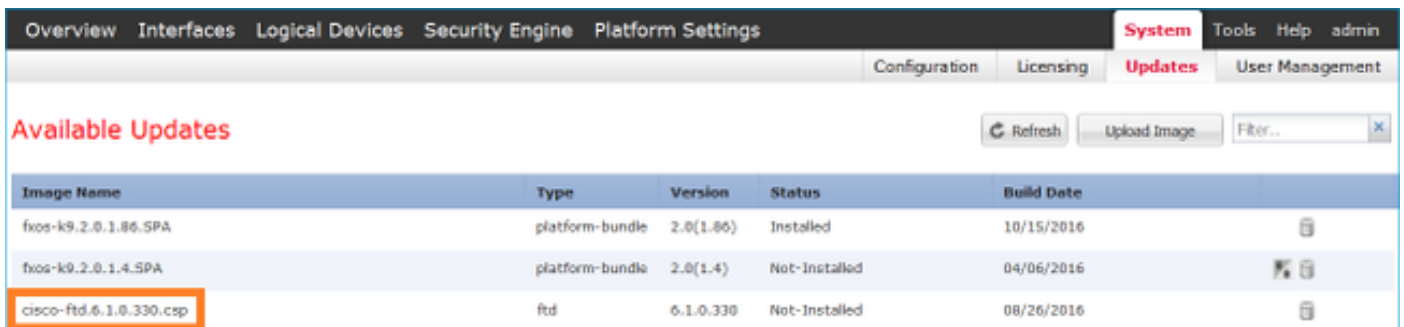 Overview Interfaces Logical Devices Security Engine Platform Settings System Tools Help admin
Configuration Licensing Updates User Management
Available Updates Refresh Upload Image Filter..
Image Name Type Version Status Build Date
fxos-k9.2.0.1.86.SPA platform-bundle 2.0(1.86) Installed 10/15/2016
fxos-k9.2.0.1.4.SPA platform-bundle 2.0(1.4) Not-Installed 04/06/2016
cisco-ftd.6.1.0.330.csp ftd 6.1.0.330 Not-Installed 08/26/2016